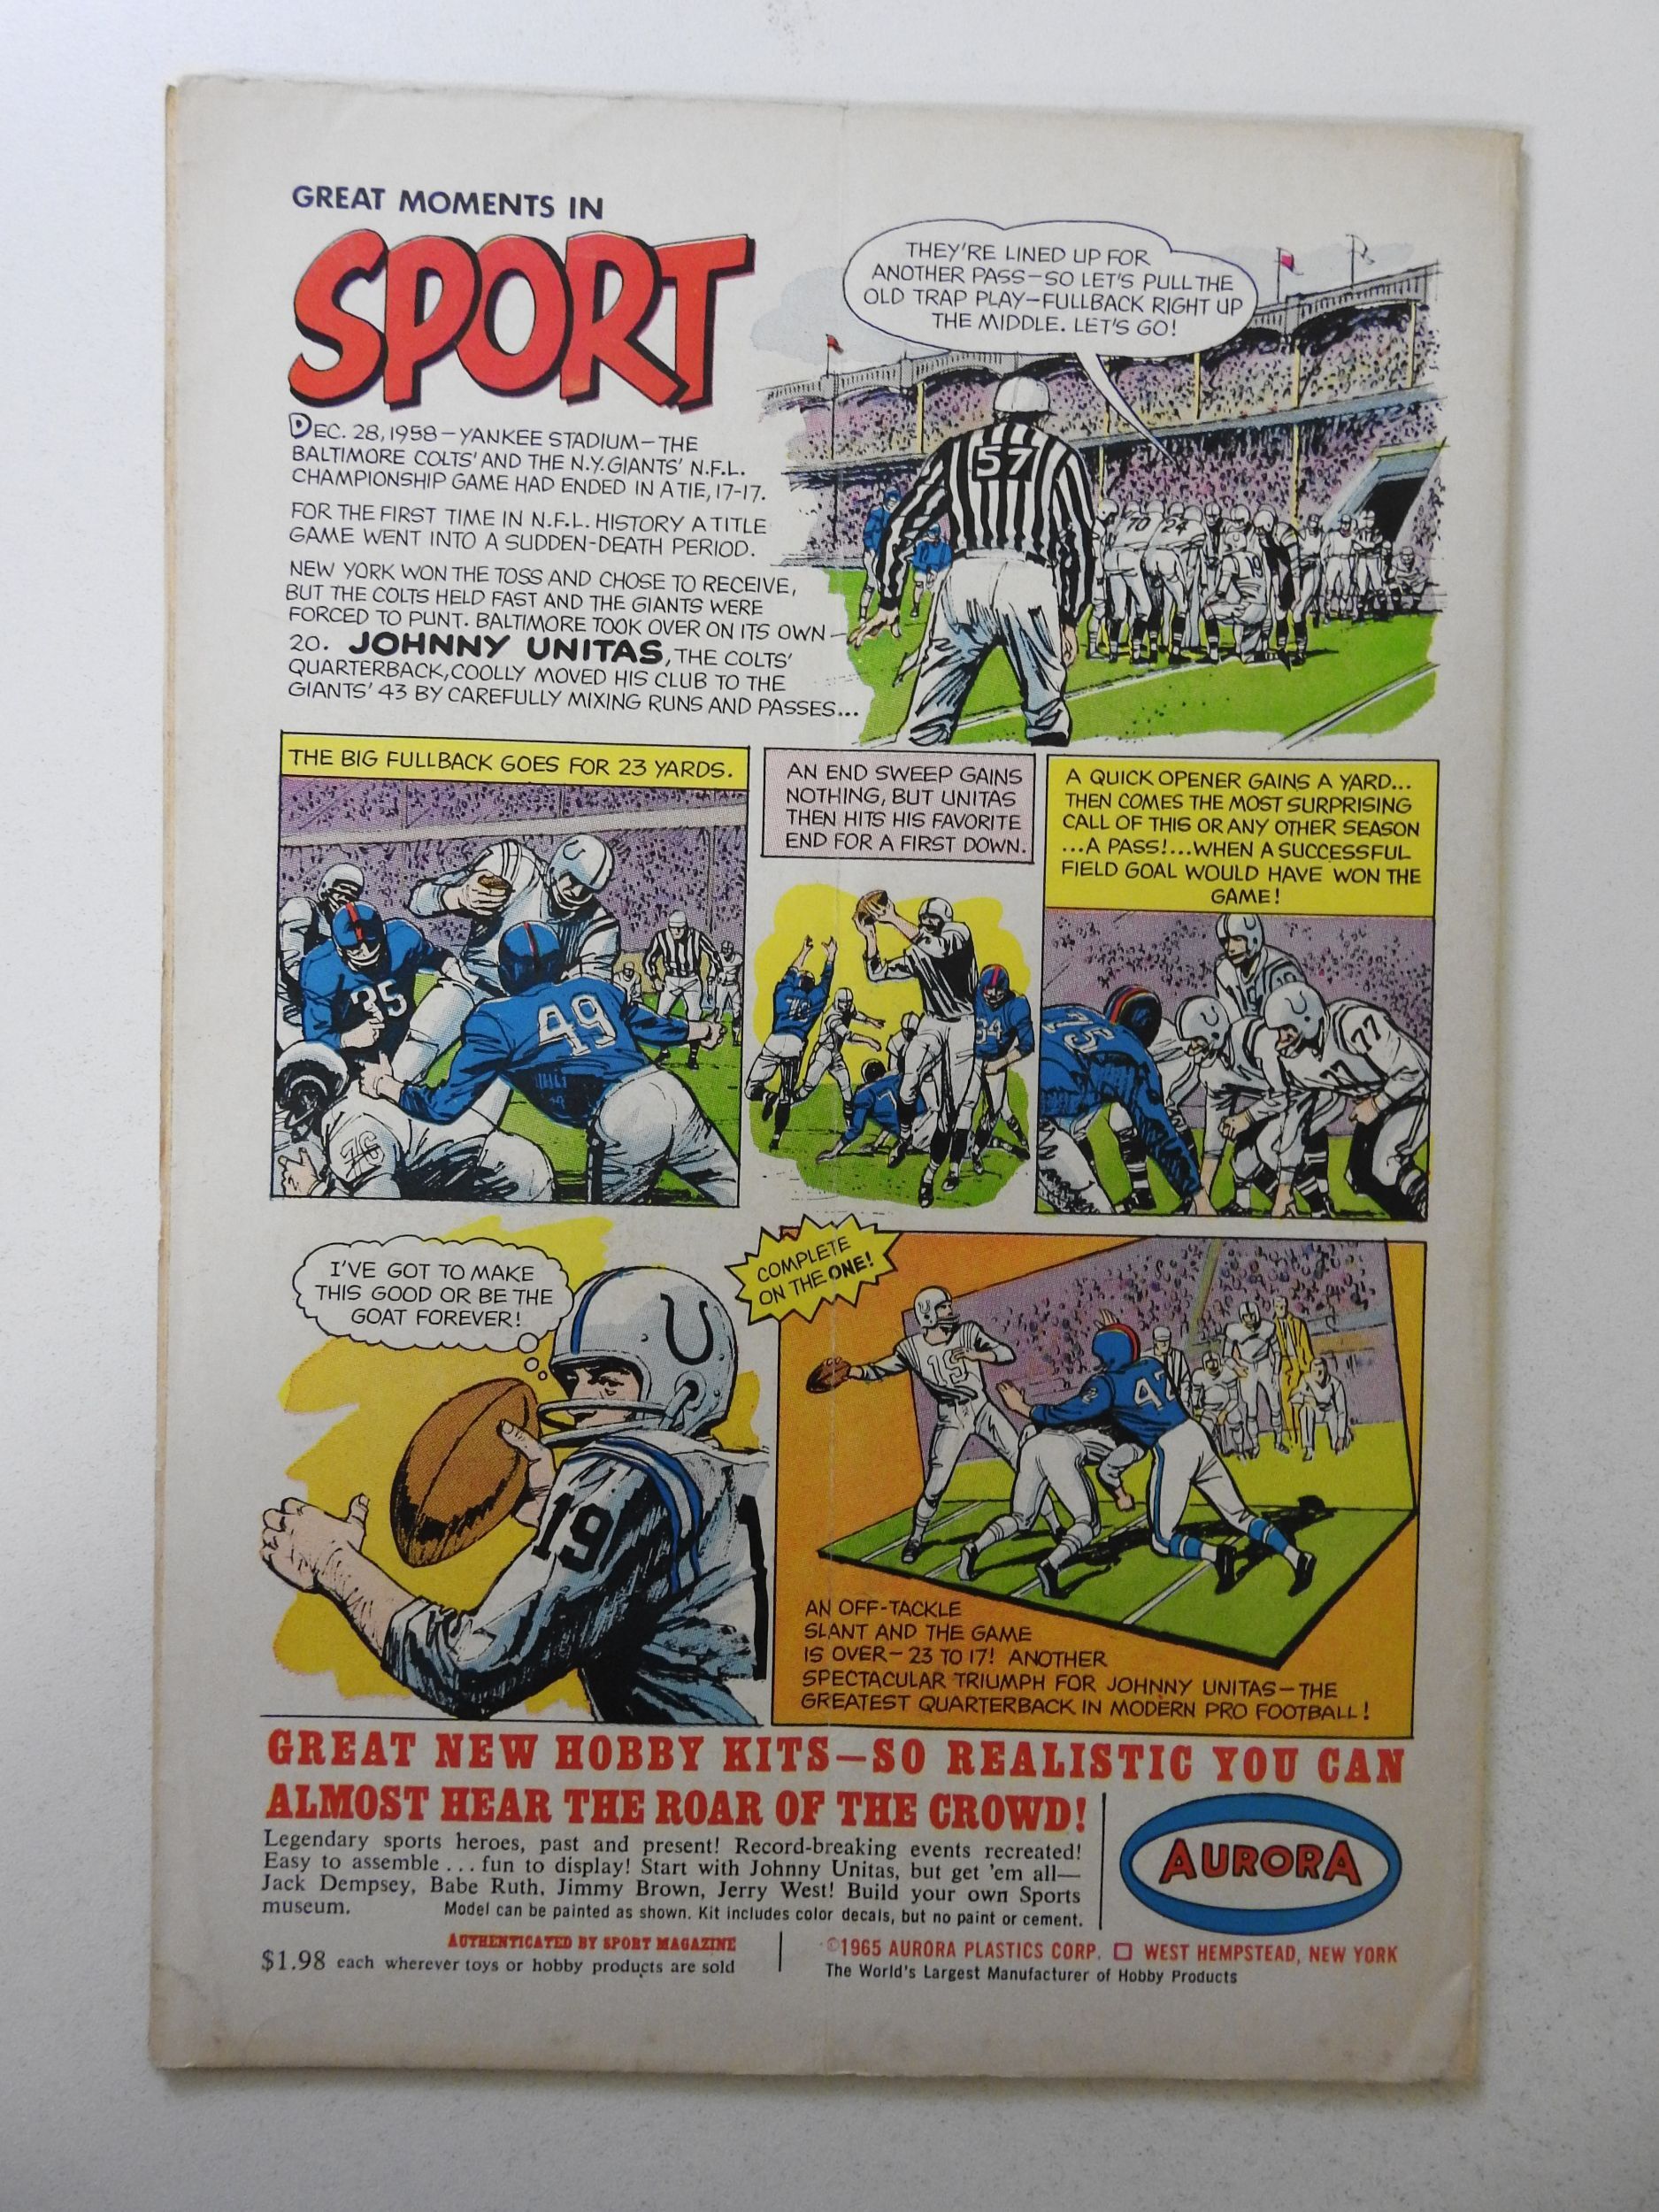 GREAT MOMENTS IN
SPORT
THEY'RE LINED UP FOR
ANOTHER PASS—SO LET'S PULL THE
OLD TRAP PLAY—FULLBACK RIGHT UP
THE MIDDLE. LET'S GO!
57
70 24
DEC. 28, 1958—YANKEE STADIUM—THE
BALTIMORE COLTS' AND THE N.Y. GIANTS' N.F.L.
CHAMPIONSHIP GAME HAD ENDED IN A TIE, 17-17.
FOR THE FIRST TIME IN N.F.L. HISTORY A TITLE
GAME WENT INTO A SUDDEN-DEATH PERIOD.
NEW YORK WON THE TOSS AND CHOSE TO RECEIVE,
BUT THE COLTS HELD FAST AND THE GIANTS WERE
FORCED TO PUNT. BALTIMORE TOOK OVER ON ITS OWN
20. JOHNNY UNITAS, THE COLTS'
QUARTERBACK, COOLLY MOVED HIS CLUB TO THE
GIANTS' 43 BY CAREFULLY MIXING RUNS AND PASSES...
THE BIG FULLBACK GOES FOR 23 YARDS.
35
49
76
AN END SWEEP GAINS
NOTHING, BUT UNITAS
THEN HITS HIS FAVORITE
END FOR A FIRST DOWN.
A QUICK OPENER GAINS A YARD...
THEN COMES THE MOST SURPRISING
CALL OF THIS OR ANY OTHER SEASON
...A PASS!...WHEN A SUCCESSFUL
FIELD GOAL WOULD HAVE WON THE
GAME!
75
77
77
I'VE GOT TO MAKE
THIS GOOD OR BE THE
GOAT FOREVER!
19
COMPLETE
ON THE ONE!
19
42
AN OFF-TACKLE
SLANT AND THE GAME
IS OVER—23 TO 17! ANOTHER
SPECTACULAR TRIUMPH FOR JOHNNY UNITAS—THE
GREATEST QUARTERBACK IN MODERN PRO FOOTBALL!
GREAT NEW HOBBY KITS—SO REALISTIC YOU CAN
ALMOST HEAR THE ROAR OF THE CROWD!
Legendary sports heroes, past and present! Record-breaking events recreated!
Easy to assemble . . . fun to display! Start with Johnny Unitas, but get 'em all—
Jack Dempsey, Babe Ruth, Jimmy Brown, Jerry West! Build your own Sports
museum. Model can be painted as shown. Kit includes color decals, but no paint or cement.
AURORA
AUTHENTICATED BY SPORT MAGAZINE
$1.98 each wherever toys or hobby products are sold
©1965 AURORA PLASTICS CORP. WEST HEMPSTEAD, NEW YORK
The World's Largest Manufacturer of Hobby Products